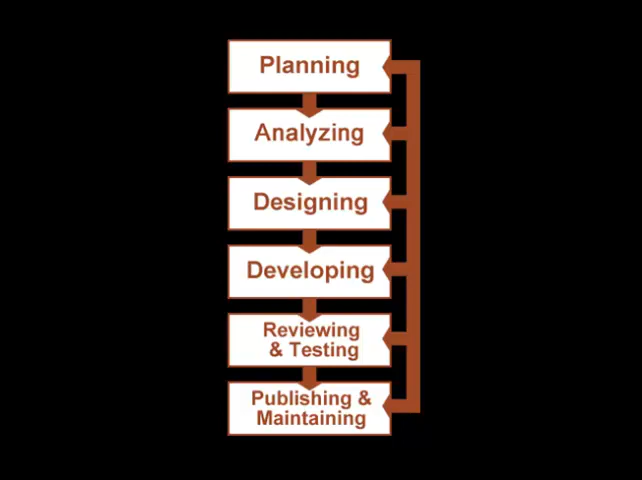 Planning
Analyzing
Designing
Developing
Reviewing
& Testing
Publishing &
Maintaining